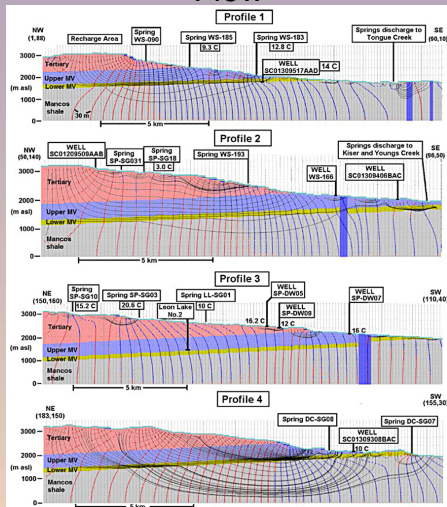 Profile 1
NW
(1,88)
Recharge Area
Spring
WS-090
Spring WS-185
9.3 C
Spring WS-183
12.8 C
WELL
SC01309517AAD
14 C
Springs discharge to
Tongue Creek
SE
(90,10)
3000
2000
(m asl)
1000
0
Tertiary
Upper MV
Lower MV
Mancos
shale
30 m
5 km
Profile 2
NW
(50,140)
WELL
SC01209509AAB
Spring
SP-SG031
Spring
SP-SG18
3.0 C
Spring WS-193
WELL
WS-166
WELL
SC01309406BAC
Springs discharge to
Kiser and Youngs Creek
SE
(98,50)
3000
2000
(m asl)
1000
0
Tertiary
Upper MV
Lower MV
Mancos
shale
5 km
Profile 3
NE
(150,160)
Spring
SP-SG10
15.2 C
Spring SP-SG03
20.6 C
Leon Lake
No.2
Spring LL-SG01
10 C
16.2 C
WELL
SP-DW05
WELL
SP-DW09
12 C
WELL
SP-DW07
16 C
SW
(110,40)
3000
2000
(m asl)
1000
0
Tertiary
Upper MV
Lower MV
Mancos
shale
5 km
Profile 4
NE
(183,150)
Spring DC-SG08
WELL
SC01309308BAC
10 C
Spring DC-SG07
SW
(155,30)
3000
2000
(m asl)
1000
0
Tertiary
Upper MV
Lower MV
Mancos
shale
5 km